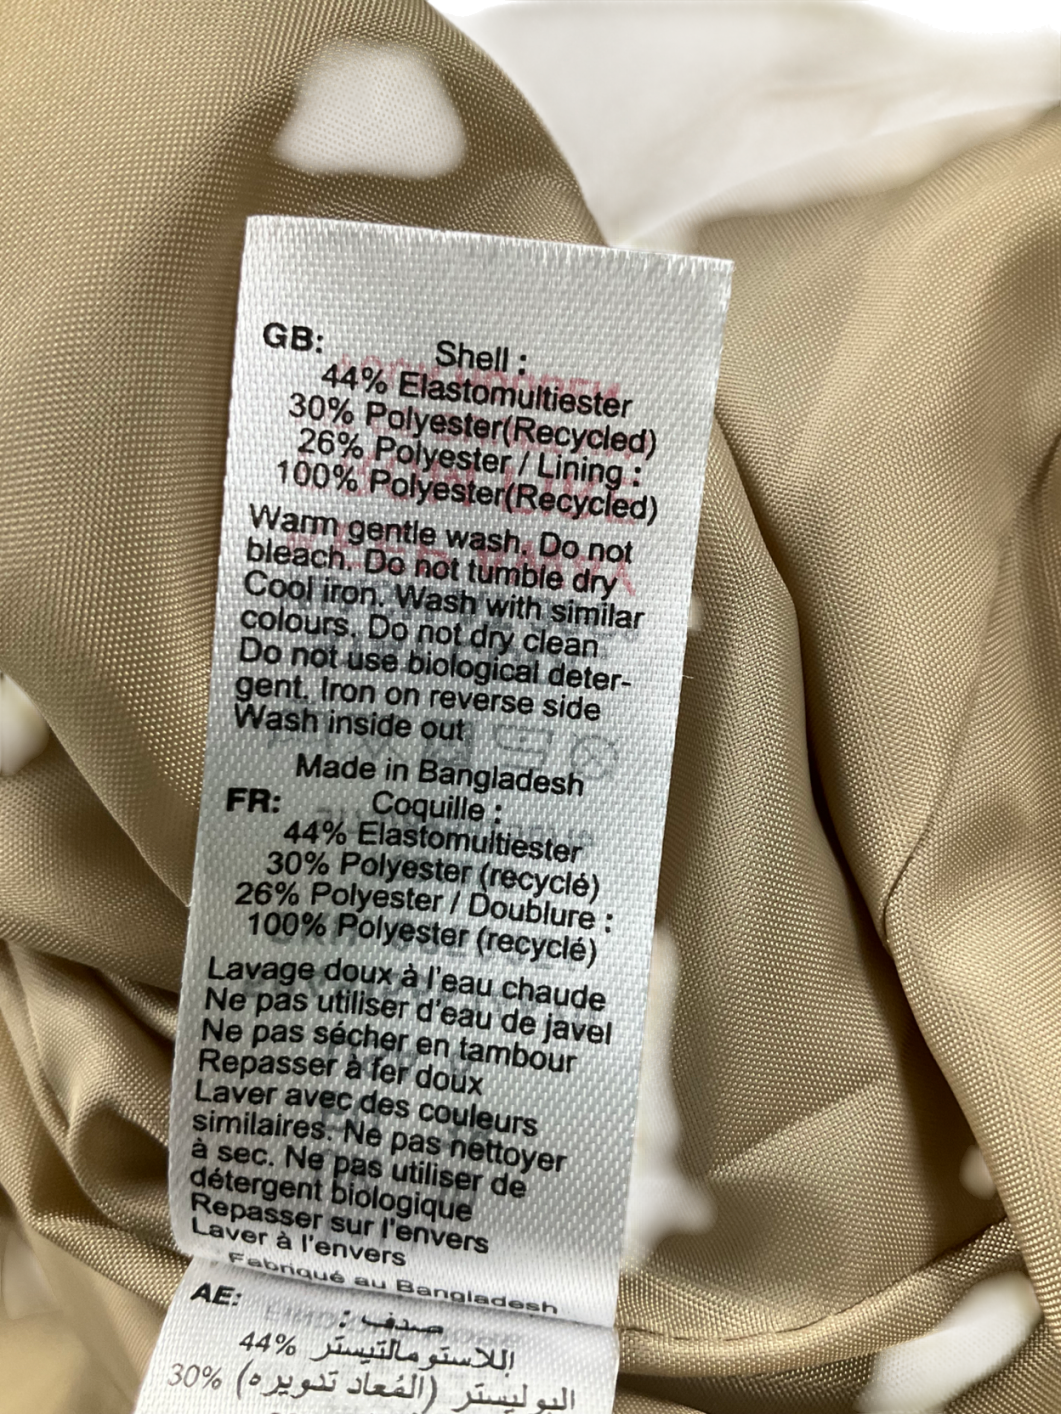 GB: Shell :
44% Elastomultiester
30% Polyester(Recycled)
26% Polyester / Lining :
100% Polyester(Recycled)
Warm gentle wash. Do not
bleach. Do not tumble dry
Cool iron. Wash with similar
colours. Do not dry clean
Do not use biological deter-
gent. Iron on reverse side
Wash inside out
Made in Bangladesh
FR: Coquille :
44% Elastomultiester
30% Polyester (recyclé)
26% Polyester / Doublure :
100% Polyester (recyclé)
Lavage doux à l'eau chaude
Ne pas utiliser d'eau de javel
Ne pas sécher en tambour
Repasser à fer doux
Laver avec des couleurs
similaires. Ne pas nettoyer
à sec. Ne pas utiliser de
détergent biologique
Repasser sur l'envers
Laver à l'envers
Fabriqué au Bangladesh
AE: صدف :
44% إللاستومالتيستر
30% البوليستر (المُعاد تدويره)